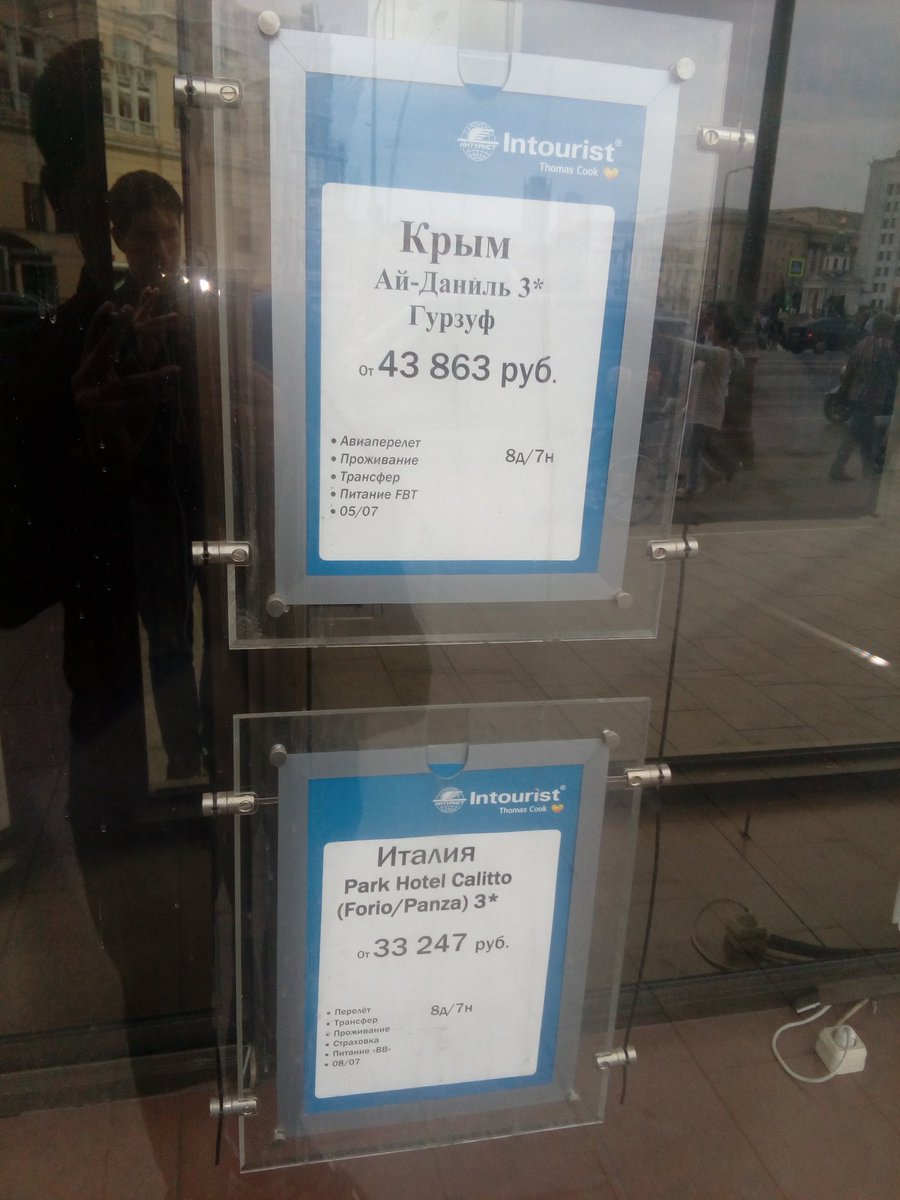 ИНТУРИСТ
Intourist®
Thomas Cook
Крым
Ай-Даниль 3*
Гурзуф
От 43 863 руб.
• Авиаперелет
• Проживание
• Трансфер
• Питание FBT
• 05/07
8д/7н
ИНТУРИСТ
Intourist®
Thomas Cook
Италия
Park Hotel Calitto
(Forio/Panza) 3*
От 33 247 руб.
• Перелёт
• Трансфер
• Проживание
• Страховка
• Питание -BB-
• 08/07
8д/7н